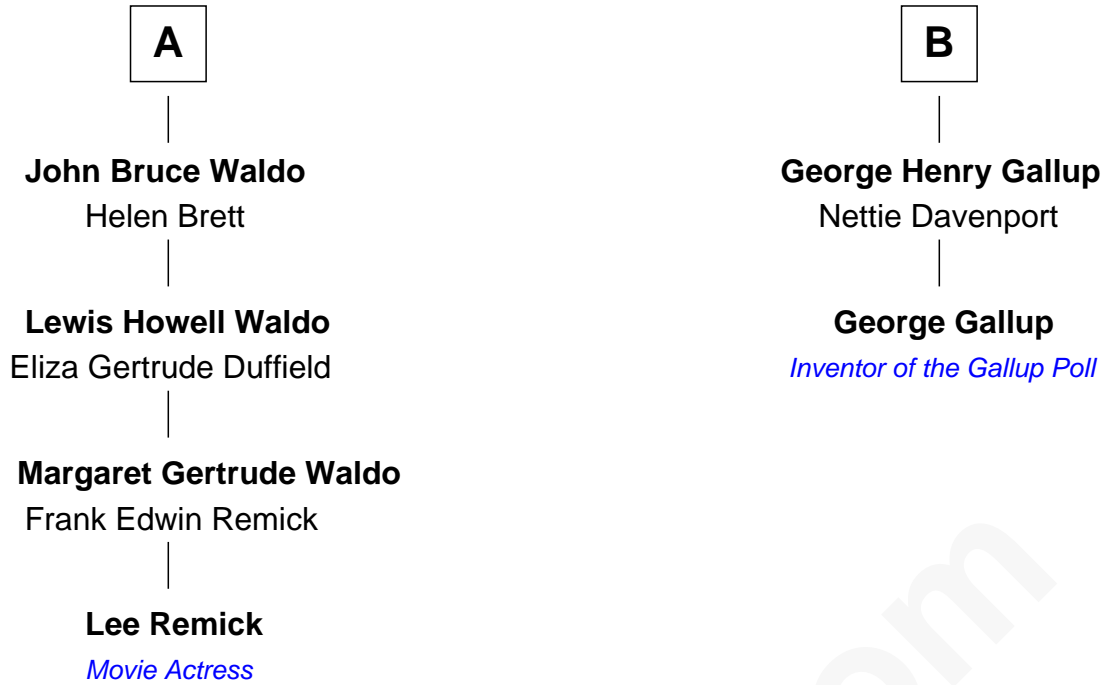 A
John Bruce Waldo
Helen Brett
Lewis Howell Waldo
Eliza Gertrude Duffield
Margaret Gertrude Waldo
Frank Edwin Remick
Lee Remick
Movie Actress
B
George Henry Gallup
Nettie Davenport
George Gallup
Inventor of the Gallup Poll
om